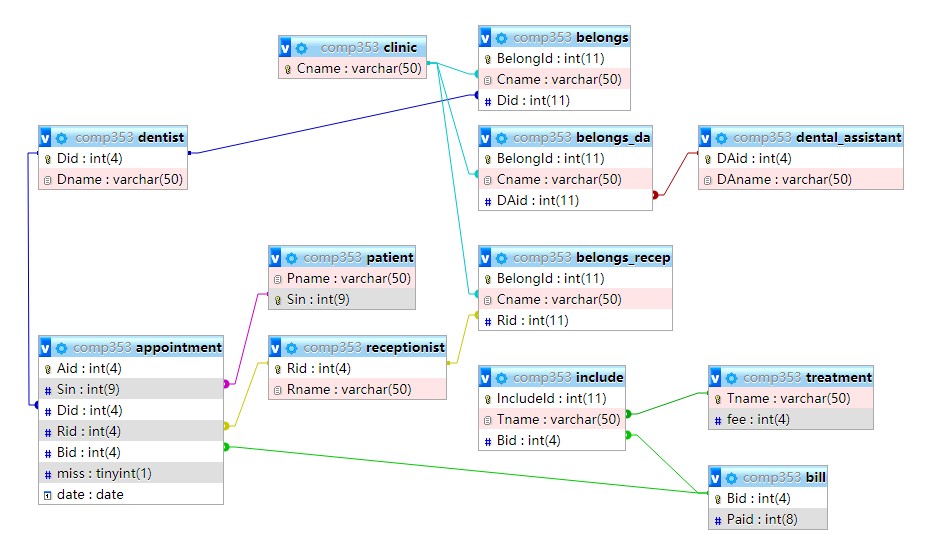 comp353 clinic
Cname : varchar(50)
comp353 belongs
BelongId : int(11)
Cname : varchar(50)
Did : int(11)
comp353 dentist
Did : int(4)
Dname : varchar(50)
comp353 belongs_da
BelongId : int(11)
Cname : varchar(50)
DAid : int(11)
comp353 dental_assistant
DAid : int(4)
DAname : varchar(50)
comp353 patient
Pname : varchar(50)
Sin : int(9)
comp353 belongs_recep
BelongId : int(11)
Cname : varchar(50)
Rid : int(11)
comp353 appointment
Aid : int(4)
Sin : int(9)
Did : int(4)
Rid : int(4)
Bid : int(4)
miss : tinyint(1)
date : date
comp353 receptionist
Rid : int(4)
Rname : varchar(50)
comp353 include
IncludeId : int(11)
Tname : varchar(50)
Bid : int(4)
comp353 treatment
Tname : varchar(50)
fee : int(4)
comp353 bill
Bid : int(4)
Paid : int(8)